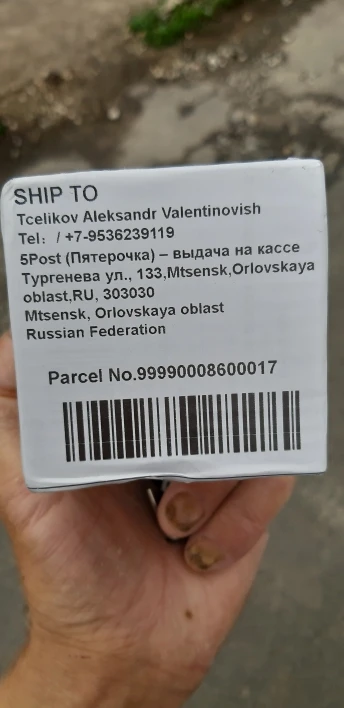 SHIP TO
Tcelikov Aleksandr Valentinovish
Tel: / +7-9536239119
5Post (Пятерочка) – выдача на кассе
Тургенева ул., 133,Mtsensk,Orlovskaya
oblast,RU, 303030
Mtsensk, Orlovskaya oblast
Russian Federation
Parcel No.99990008600017